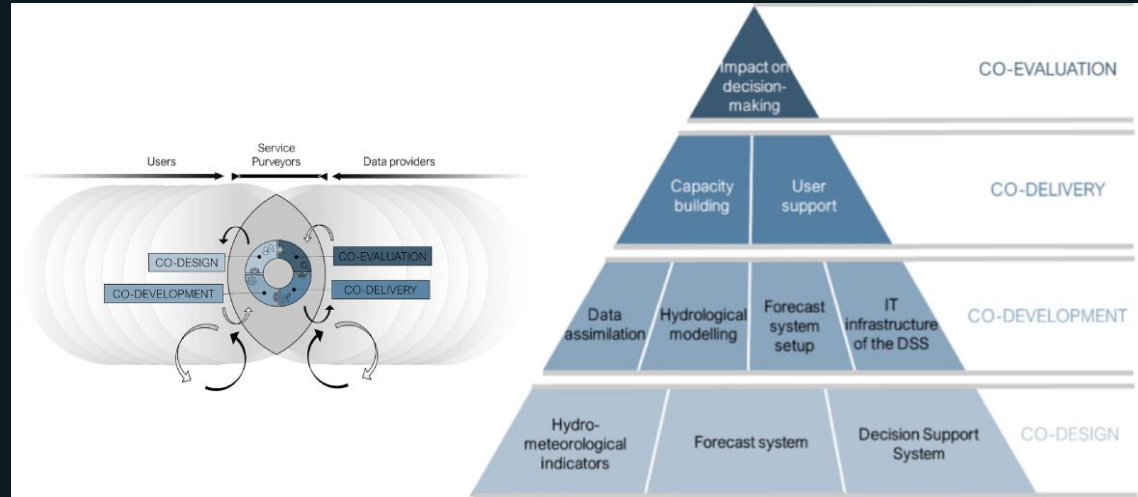 Users
Service
Purveyors
Data providers
CO-DESIGN
CO-EVALUATION
CO-DEVELOPMENT
CO-DELIVERY
Impact on
decision-
making
CO-EVALUATION
Capacity
building
User
support
CO-DELIVERY
Data
assimilation
Hydrological
modelling
Forecast
system
setup
IT
infrastructure
of the DSS
CO-DEVELOPMENT
Hydro-
meteorological
indicators
Forecast system
Decision Support
System
CO-DESIGN